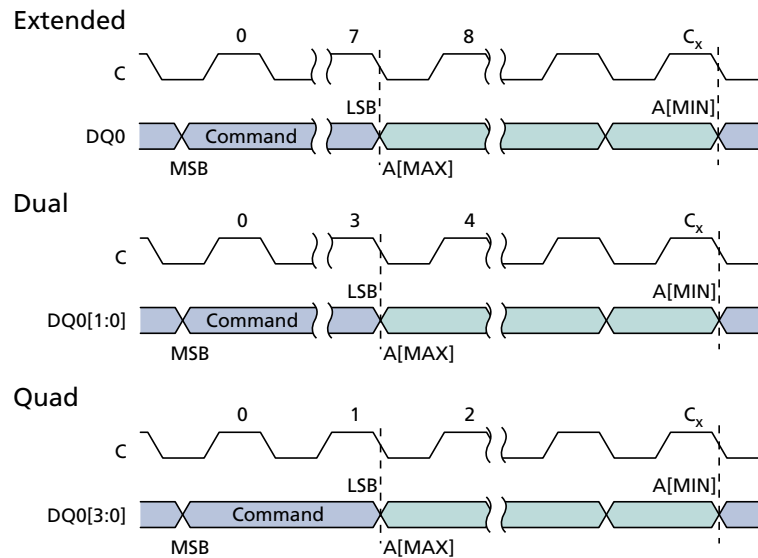 Extended
0 7 8 Cx
C
LSB A[MIN]
DQ0 Command
MSB A[MAX]
Dual
0 3 4 Cx
C
LSB A[MIN]
DQ0[1:0] Command
MSB A[MAX]
Quad
0 1 2 Cx
C
LSB A[MIN]
DQ0[3:0] Command
MSB A[MAX]